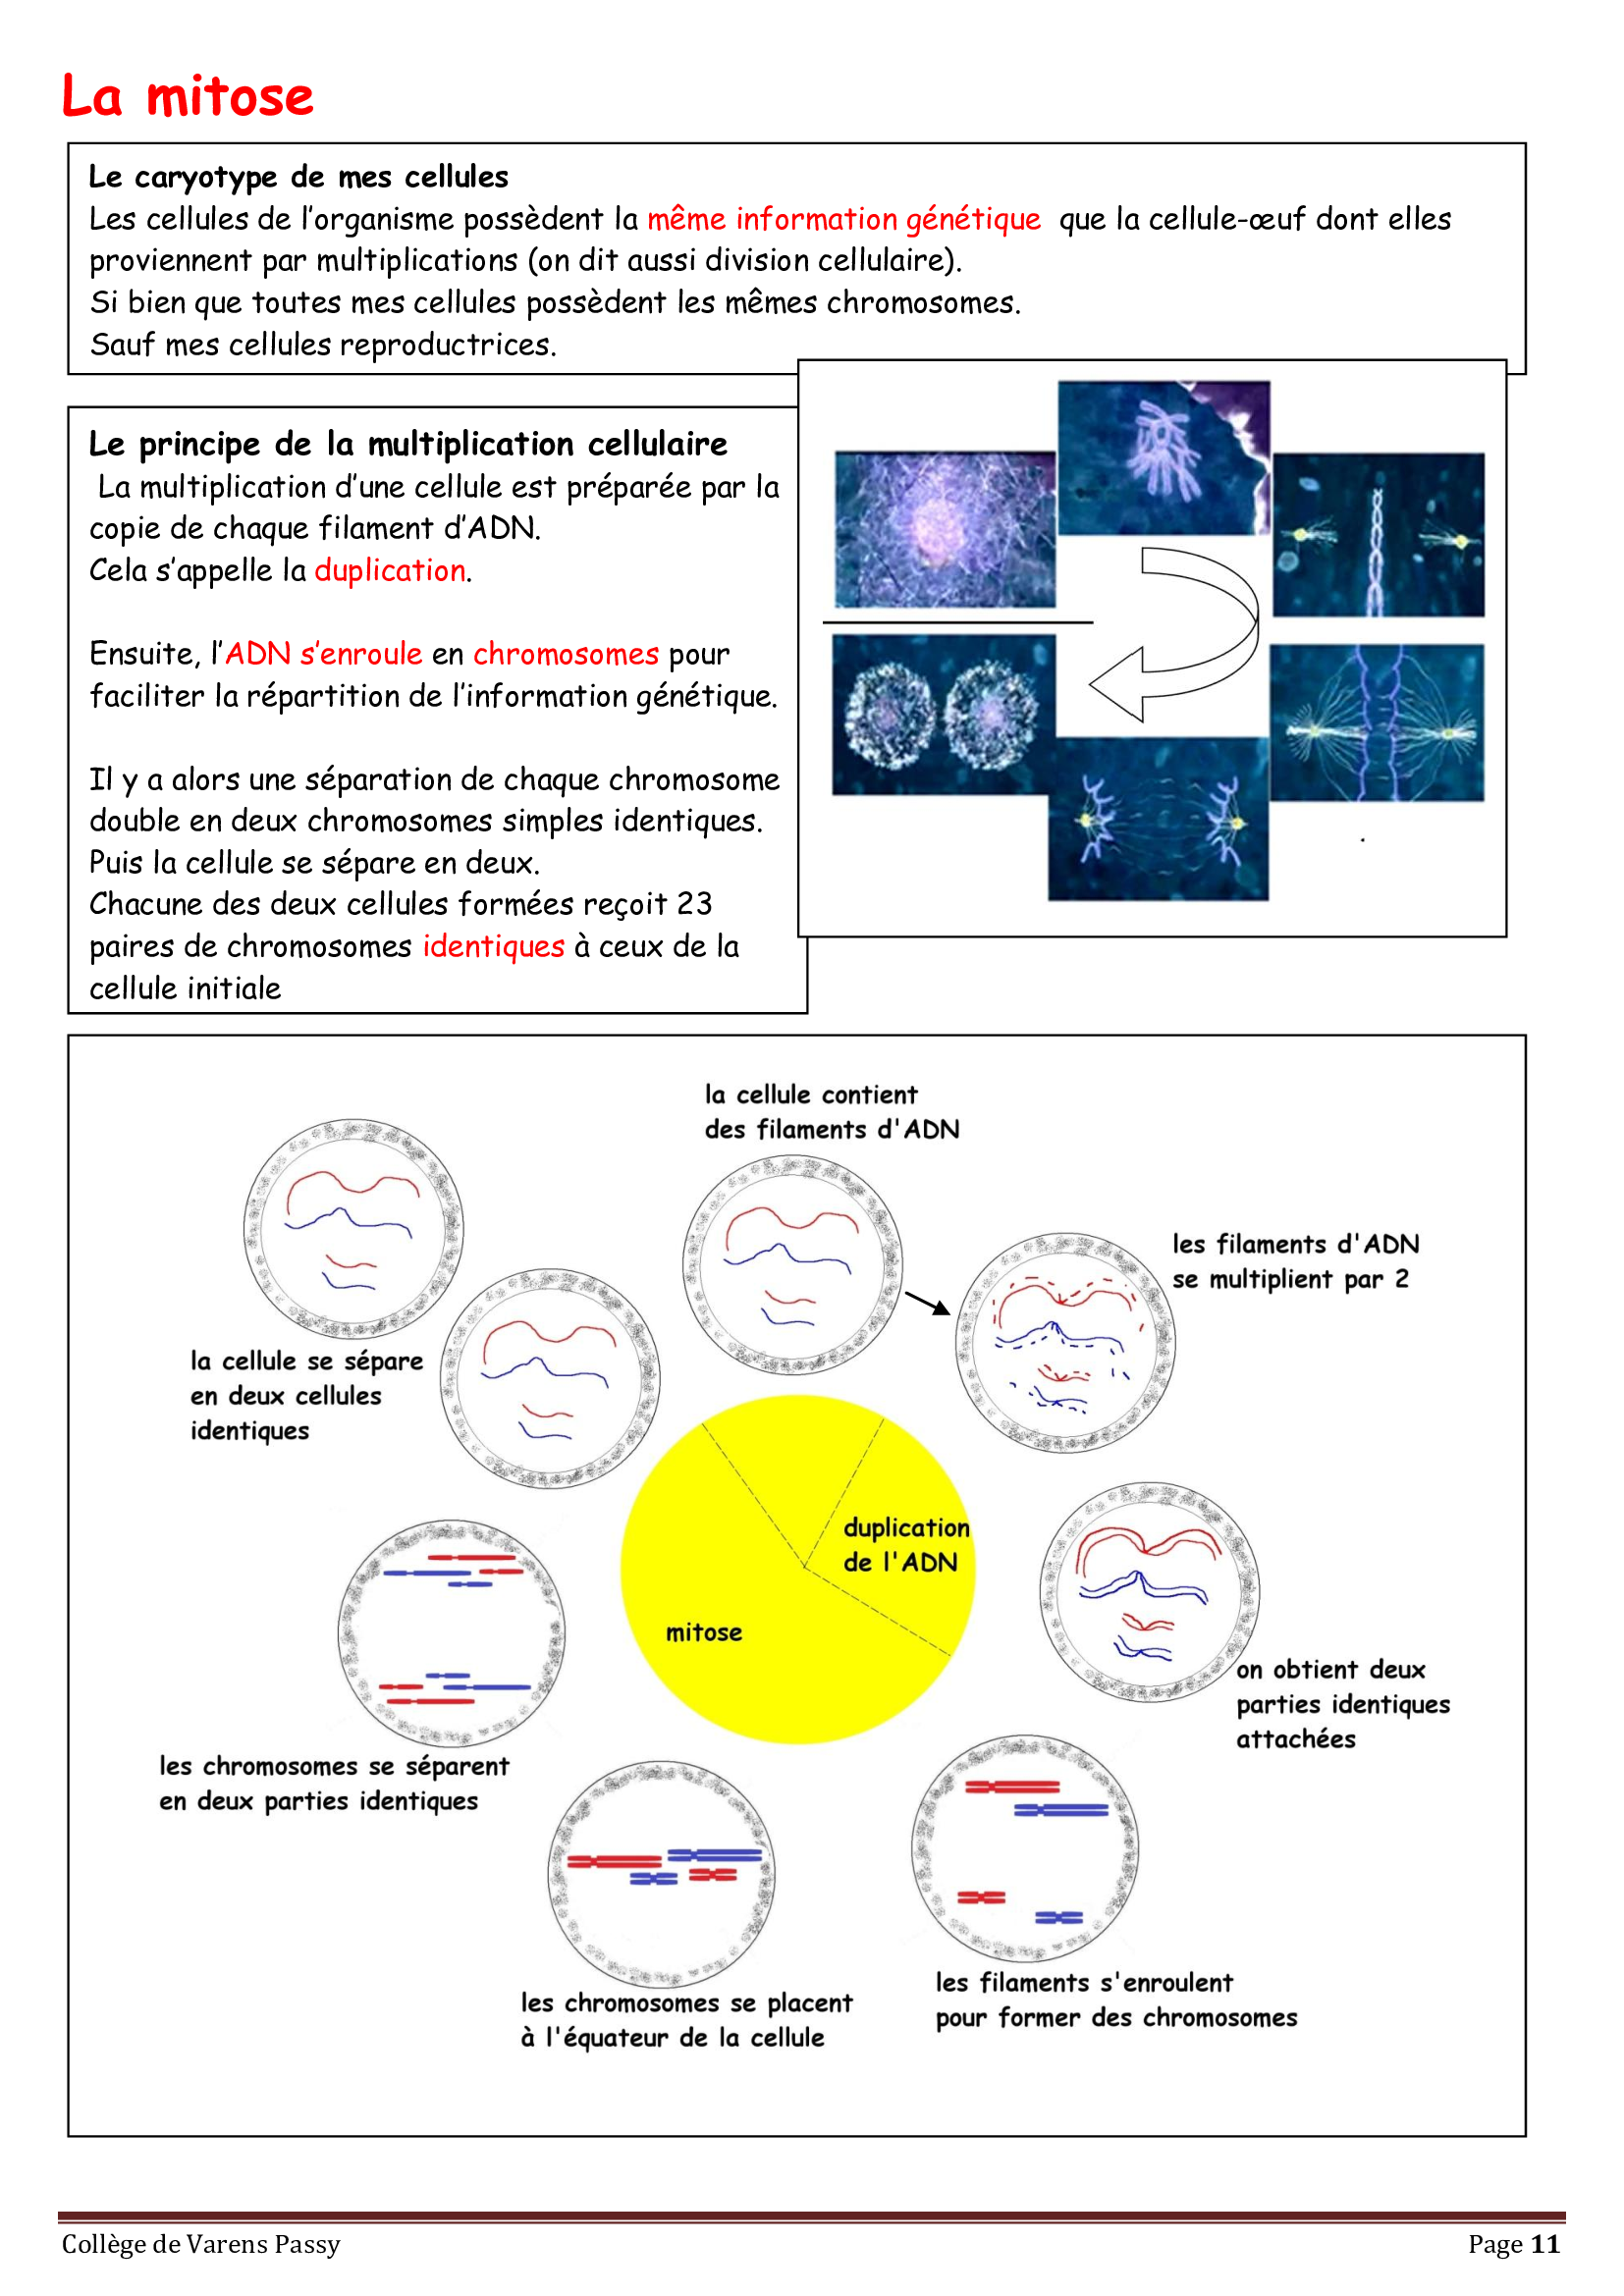 La mitose
Le caryotype de mes cellules
Les cellules de l’organisme possèdent la même information génétique que la cellule-œuf dont elles
proviennent par multiplications (on dit aussi division cellulaire).
Si bien que toutes mes cellules possèdent les mêmes chromosomes.
Sauf mes cellules reproductrices.
Le principe de la multiplication cellulaire
La multiplication d’une cellule est préparée par la
copie de chaque filament d’ADN.
Cela s’appelle la duplication.
Ensuite, l’ADN s’enroule en chromosomes pour
faciliter la répartition de l’information génétique.
Il y a alors une séparation de chaque chromosome
double en deux chromosomes simples identiques.
Puis la cellule se sépare en deux.
Chacune des deux cellules formées reçoit 23
paires de chromosomes identiques à ceux de la
cellule initiale
la cellule contient
des filaments d'ADN
les filaments d'ADN
se multiplient par 2
la cellule se sépare
en deux cellules
identiques
duplication
de l'ADN
mitose
on obtient deux
parties identiques
attachées
les chromosomes se séparent
en deux parties identiques
les filaments s'enroulent
pour former des chromosomes
les chromosomes se placent
à l'équateur de la cellule
Collège de Varens Passy
Page 11